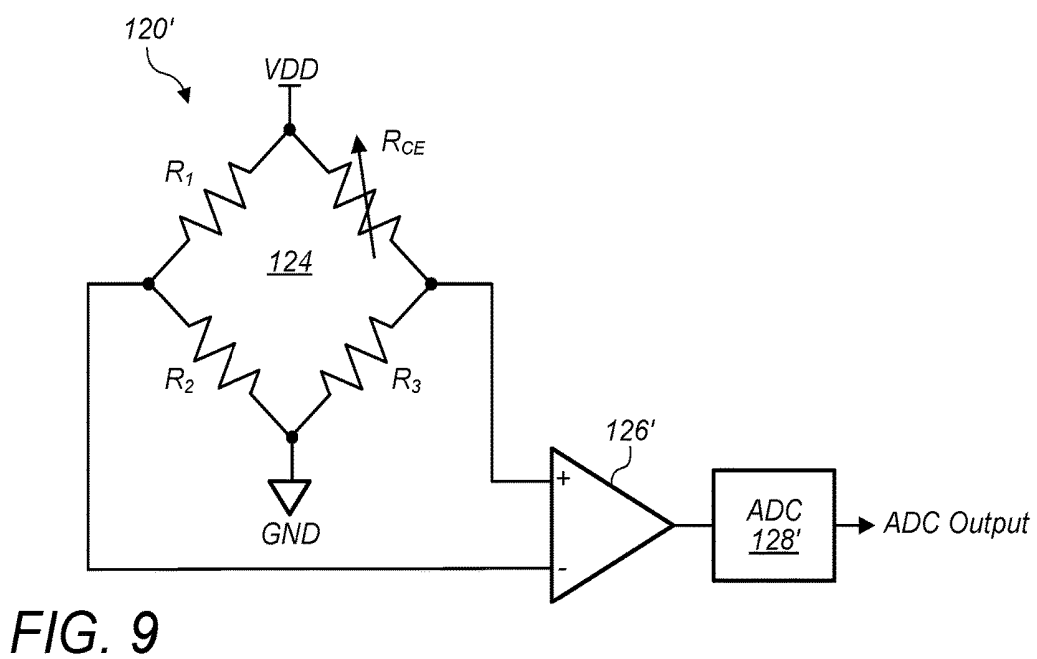 120'
VDD
R1
RCE
124
R2
R3
GND
126'
+
-
ADC
128'
ADC Output
FIG. 9